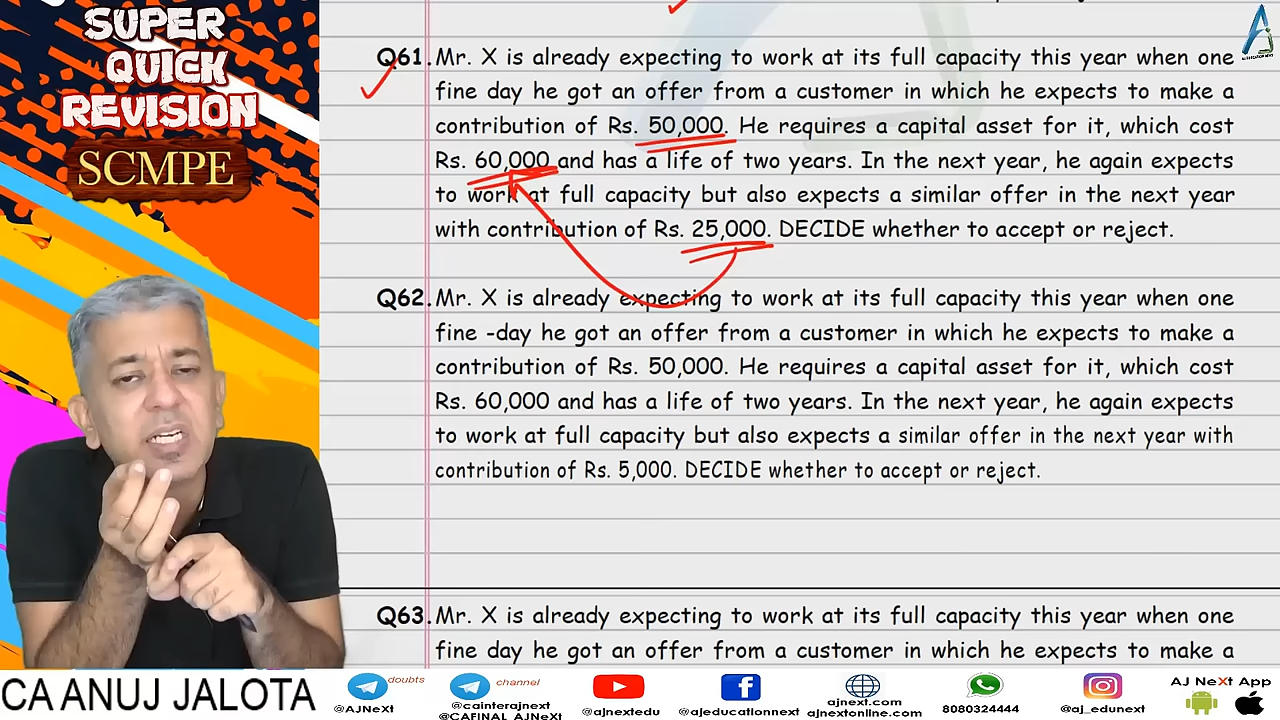 SUPER
QUICK
REVISION
SCMPE
Q61. Mr. X is already expecting to work at its full capacity this year when one
fine day he got an offer from a customer in which he expects to make a
contribution of Rs. 50,000. He requires a capital asset for it, which cost
Rs. 60,000 and has a life of two years. In the next year, he again expects
to work at full capacity but also expects a similar offer in the next year
with contribution of Rs. 25,000. DECIDE whether to accept or reject.
Q62. Mr. X is already expecting to work at its full capacity this year when one
fine -day he got an offer from a customer in which he expects to make a
contribution of Rs. 50,000. He requires a capital asset for it, which cost
Rs. 60,000 and has a life of two years. In the next year, he again expects
to work at full capacity but also expects a similar offer in the next year with
contribution of Rs. 5,000. DECIDE whether to accept or reject.
Q63. Mr. X is already expecting to work at its full capacity this year when one
fine day he got an offer from a customer in which he expects to make a
CA ANUJ JALOTA
doubts
@AJNeXt
channel
@cainterajnext
@CAFINAL_AJNeXt
@ajnextedu
@ajeducationnext
ajnext.com
ajnextonline.com
8080324444
@aj_edunext
AJ NeXt App